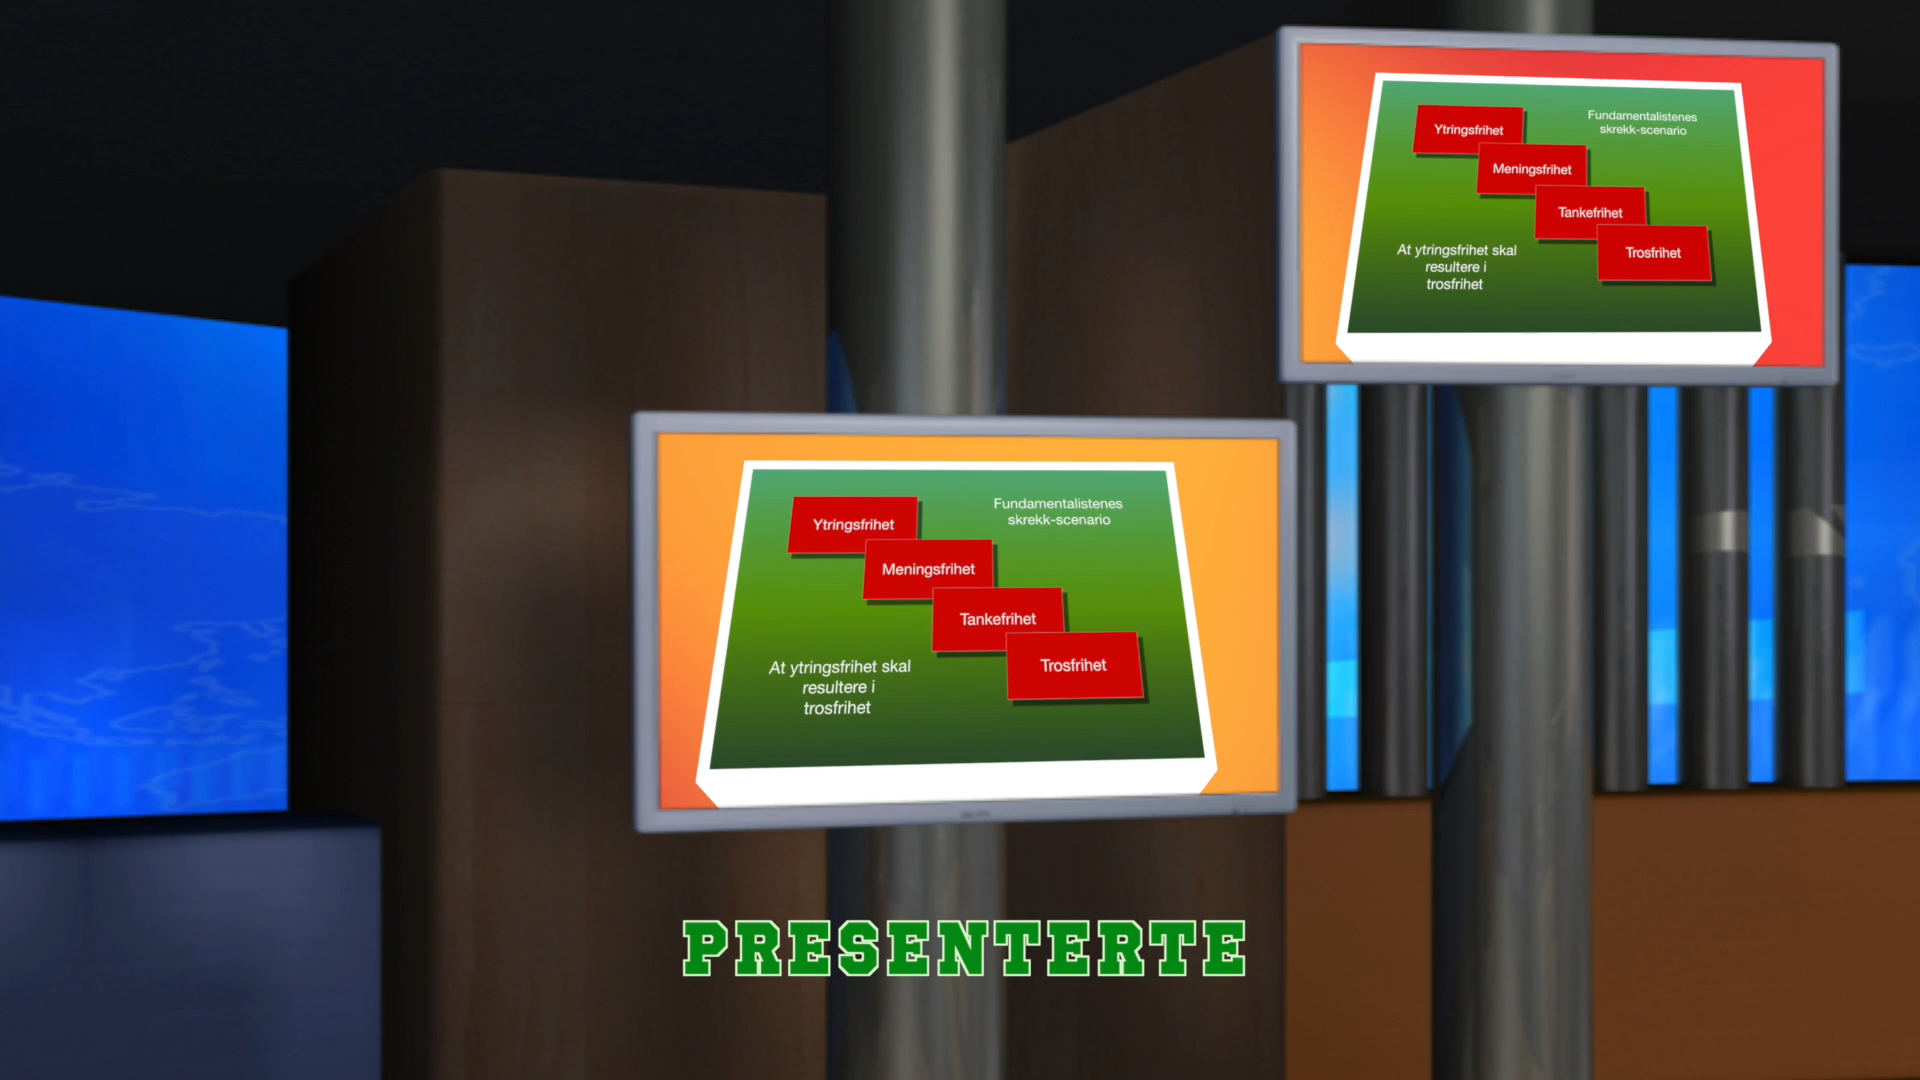 Ytringsfrihet
Fundamentalistenes
skrekk-scenario
Meningsfrihet
Tankefrihet
Trosfrihet
At ytringsfrihet skal
resultere i
trosfrihet
Ytringsfrihet
Fundamentalistenes
skrekk-scenario
Meningsfrihet
Tankefrihet
Trosfrihet
At ytringsfrihet skal
resultere i
trosfrihet
PRESENTERTE